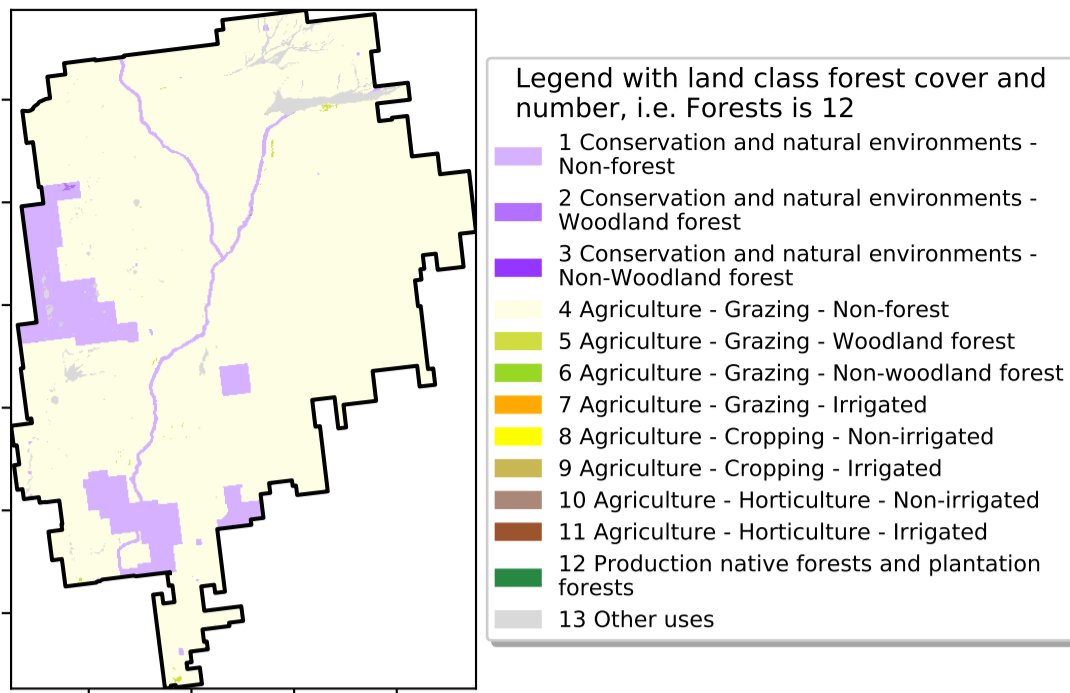 Legend with land class forest cover and
number, i.e. Forests is 12
1 Conservation and natural environments -
Non-forest
2 Conservation and natural environments -
Woodland forest
3 Conservation and natural environments -
Non-Woodland forest
4 Agriculture - Grazing - Non-forest
5 Agriculture - Grazing - Woodland forest
6 Agriculture - Grazing - Non-woodland forest
7 Agriculture - Grazing - Irrigated
8 Agriculture - Cropping - Non-irrigated
9 Agriculture - Cropping - Irrigated
10 Agriculture - Horticulture - Non-irrigated
11 Agriculture - Horticulture - Irrigated
12 Production native forests and plantation
forests
13 Other uses